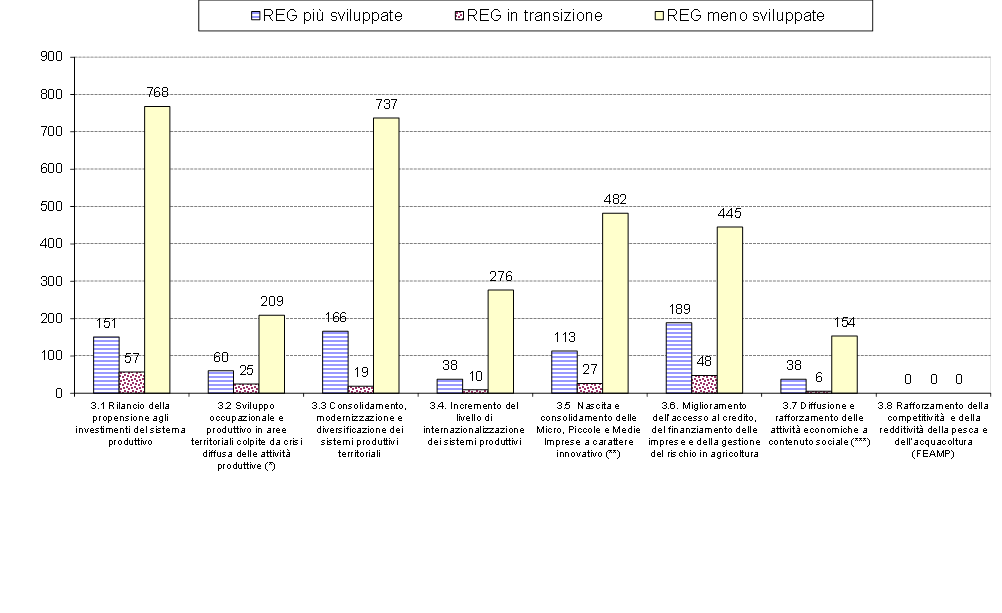 REG più sviluppate REG in transizione REG meno sviluppate
900
800
700
600
500
400
300
200
100
0
151
57
768
60
25
209
166
19
737
38
10
276
113
27
482
189
48
445
38
6
154
0
0
0
3.1 Rilancio della
propensione agli
investimenti del sistema
produttivo
3.2 Sviluppo
occupazionale e
produttivo in aree
territoriali colpite da crisi
diffusa delle attività
produttive (*)
3.3 Consolidamento,
modernizzazione e
diversificazione dei
sistemi produttivi
territoriali
3.4. Incremento del
livello di
internazionalizzazione
dei sistemi produttivi
3.5 Nascita e
consolidamento delle
Micro, Piccole e Medie
Imprese a carattere
innovativo (**)
3.6. Miglioramento
dell'accesso al credito,
del finanziamento delle
imprese e della gestione
del rischio in agricoltura
3.7 Diffusione e
rafforzamento delle
attività economiche a
contenuto sociale (***)
3.8 Rafforzamento della
competitività e della
redditività della pesca e
dell'acquacoltura
(FEAMP)